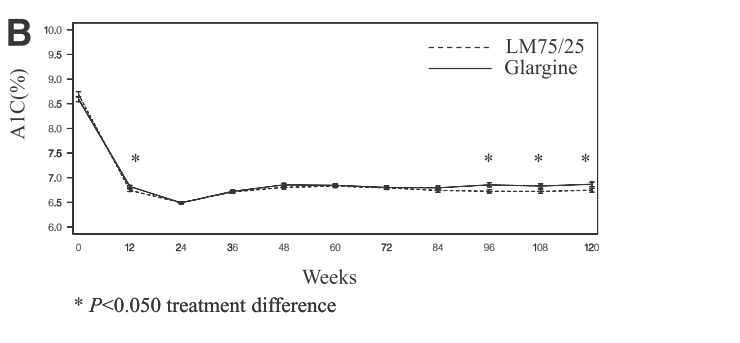 B
10.0
9.5
9.0
8.5
8.0
7.5
7.0
6.5
6.0
A1C(%)
LM75/25
Glargine
*
* * *
0 12 24 36 48 60 72 84 96 108 120
Weeks
* P<0.050 treatment difference